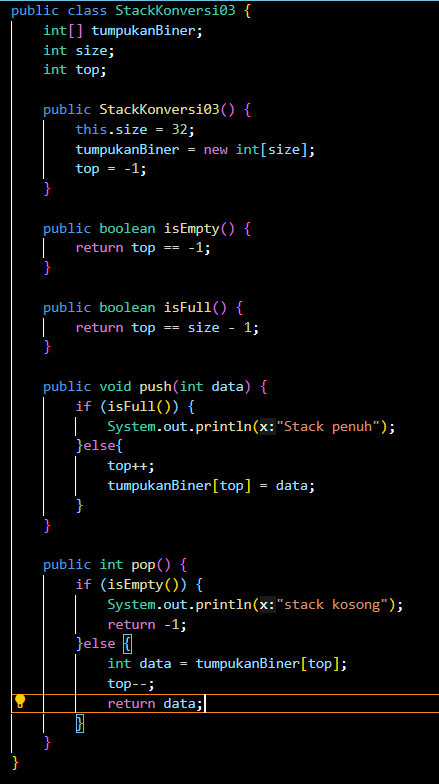 public class StackKonversi03 {
    int[] tumpukanBiner;
    int size;
    int top;

    public StackKonversi03() {
        this.size = 32;
        tumpukanBiner = new int[size];
        top = -1;
    }

    public boolean isEmpty() {
        return top == -1;
    }

    public boolean isFull() {
        return top == size - 1;
    }

    public void push(int data) {
        if (isFull()) {
            System.out.println(x:"Stack penuh");
        }else{
            top++;
            tumpukanBiner[top] = data;
        }
    }

    public int pop() {
        if (isEmpty()) {
            System.out.println(x:"stack kosong");
            return -1;
        }else {
            int data = tumpukanBiner[top];
            top--;
            return data;
        }
    }
}